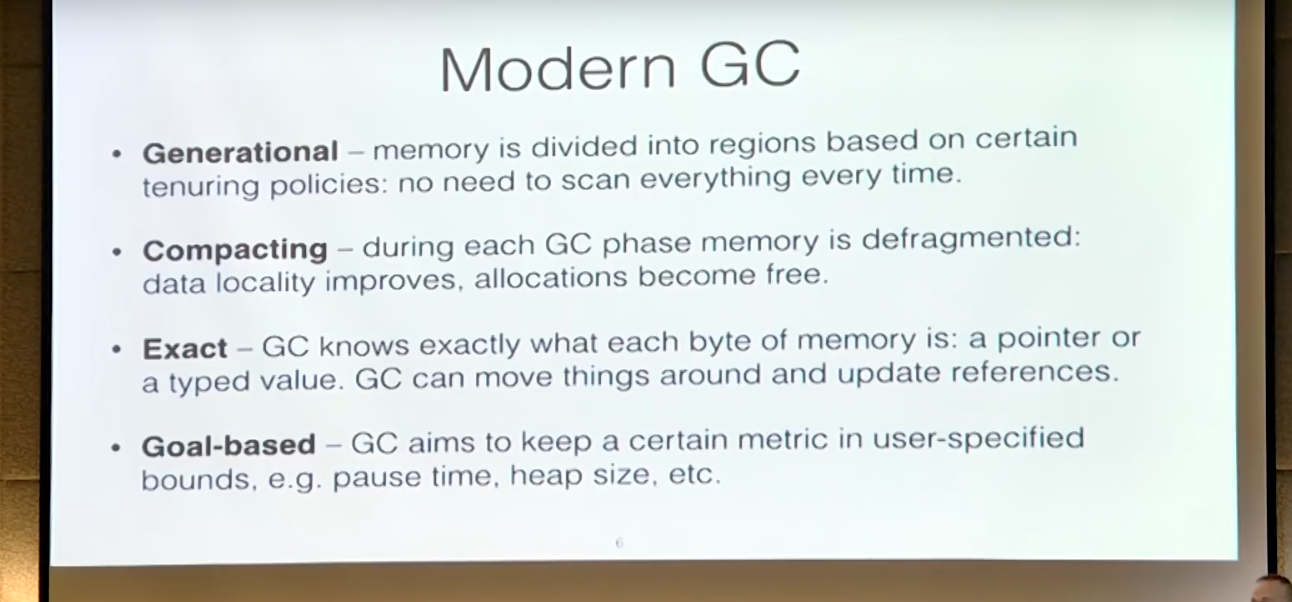 Modern GC
• Generational – memory is divided into regions based on certain
tenuring policies: no need to scan everything every time.
• Compacting – during each GC phase memory is defragmented:
data locality improves, allocations become free.
• Exact – GC knows exactly what each byte of memory is: a pointer or
a typed value. GC can move things around and update references.
• Goal-based – GC aims to keep a certain metric in user-specified
bounds, e.g. pause time, heap size, etc.
6